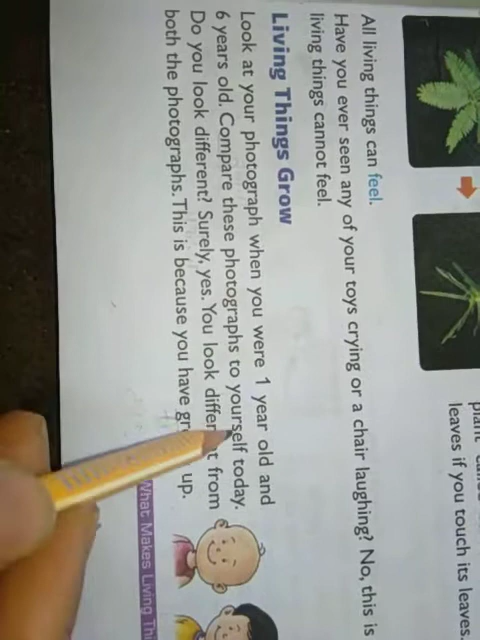 leaves if you touch its leaves.
All living things can feel.
Have you ever seen any of your toys crying or a chair laughing? No, this is
living things cannot feel.
Living Things Grow
Look at your photograph when you were 1 year old and
6 years old. Compare these photographs to yourself today.
Do you look different? Surely, yes. You look different from
both the photographs. This is because you have up.
What Makes Living